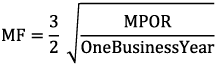 MF = 3/2 √(MPOR/OneBusinessYear)